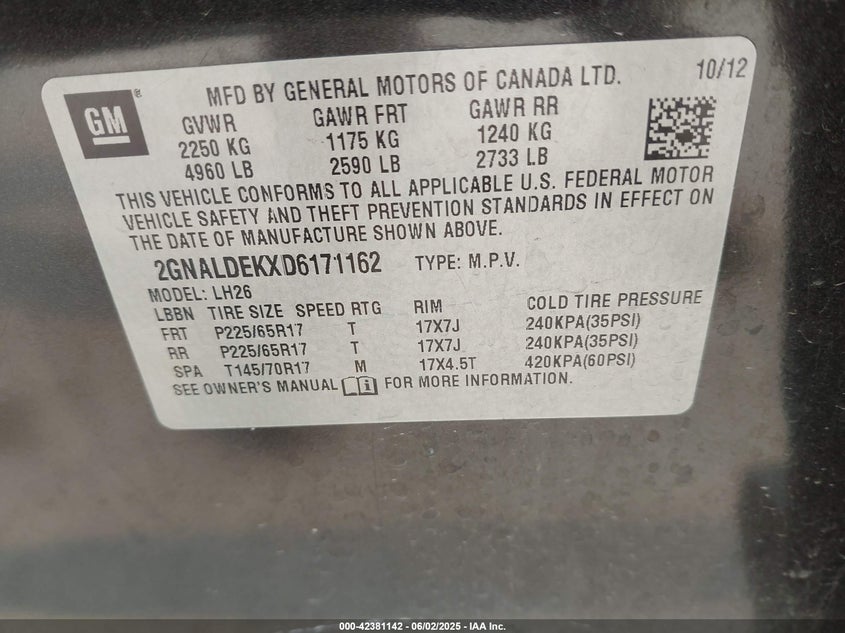 GM ® MFD BY GENERAL MOTORS OF CANADA LTD. 10/12
GVWR GAWR FRT GAWR RR
2250 KG 1175 KG 1240 KG
4960 LB 2590 LB 2733 LB
THIS VEHICLE CONFORMS TO ALL APPLICABLE U.S. FEDERAL MOTOR
VEHICLE SAFETY AND THEFT PREVENTION STANDARDS IN EFFECT ON
THE DATE OF MANUFACTURE SHOWN ABOVE.
2GNALDEKXD6171162 TYPE: M.P.V.
MODEL: LH26
LBBN TIRE SIZE SPEED RTG RIM COLD TIRE PRESSURE
FRT P225/65R17 T 17X7J 240KPA(35PSI)
RR P225/65R17 T 17X7J 240KPA(35PSI)
SPA T145/70R17 M 17X4.5T 420KPA(60PSI)
SEE OWNER'S MANUAL FOR MORE INFORMATION.
000-42381142 - 06/02/2025 - IAA Inc.